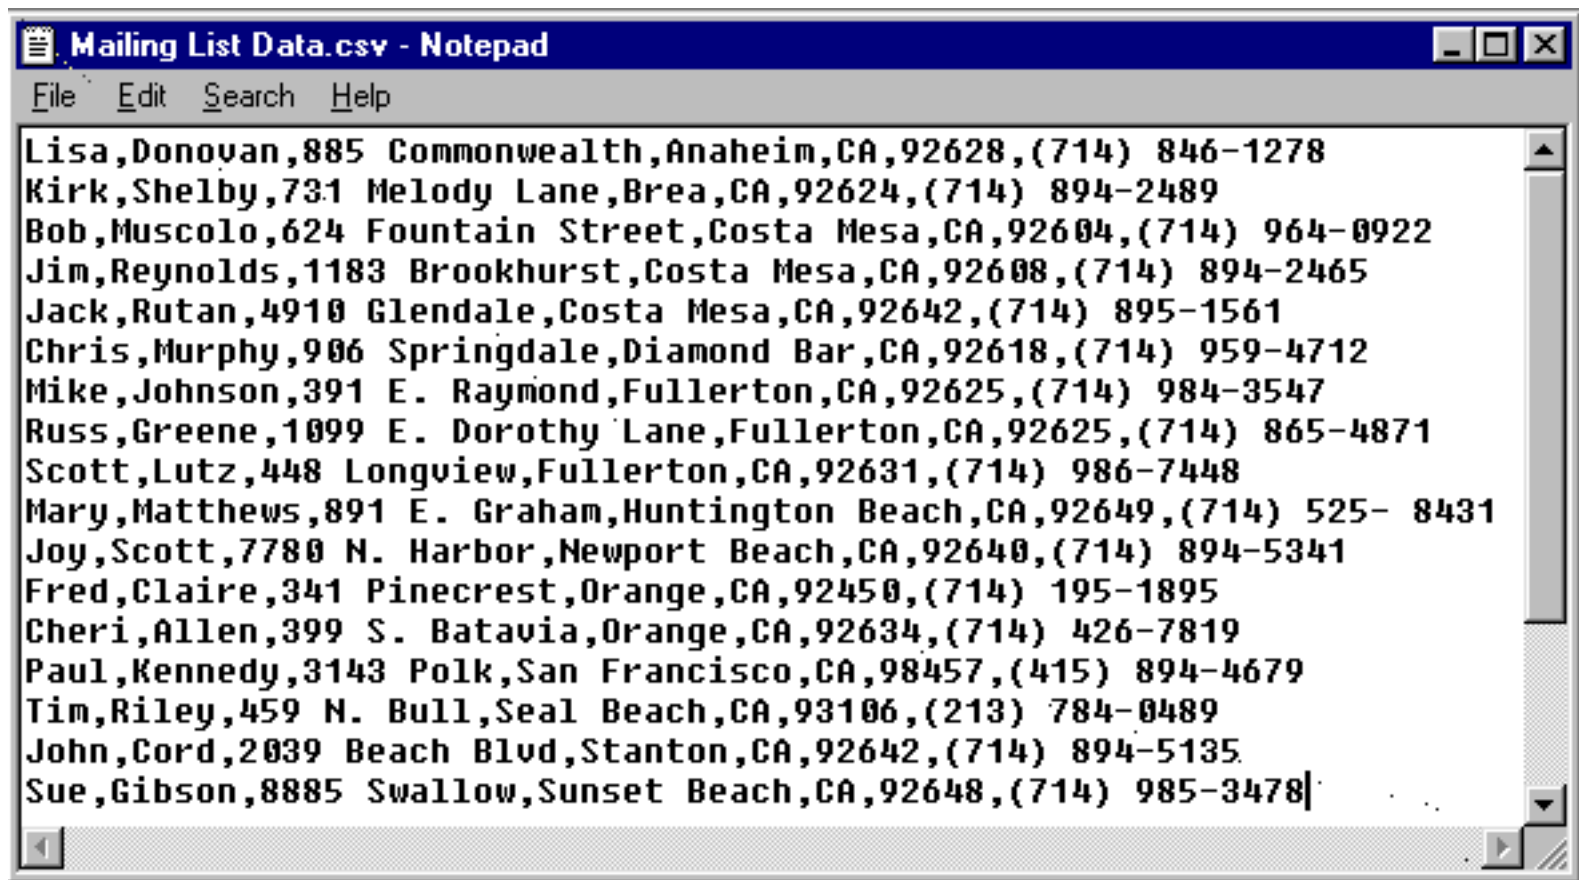 Mailing List Data.csv - Notepad
File Edit Search Help
Lisa,Donovan,885 Commonwealth,Anaheim,CA,92628,(714) 846-1278
Kirk,Shelby,731 Melody Lane,Brea,CA,92624,(714) 894-2489
Bob,Muscolo,624 Fountain Street,Costa Mesa,CA,92604,(714) 964-0922
Jim,Reynolds,1183 Brookhurst,Costa Mesa,CA,92608,(714) 894-2465
Jack,Rutan,4910 Glendale,Costa Mesa,CA,92642,(714) 895-1561
Chris,Murphy,906 Springdale,Diamond Bar,CA,92618,(714) 959-4712
Mike,Johnson,391 E. Raymond,Fullerton,CA,92625,(714) 984-3547
Russ,Greene,1099 E. Dorothy Lane,Fullerton,CA,92625,(714) 865-4871
Scott,Lutz,448 Longview,Fullerton,CA,92631,(714) 986-7448
Mary,Matthews,891 E. Graham,Huntington Beach,CA,92649,(714) 525- 8431
Joy,Scott,7780 N. Harbor,Newport Beach,CA,92640,(714) 894-5341
Fred,Claire,341 Pinecrest,Orange,CA,92450,(714) 195-1895
Cheri,Allen,399 S. Batavia,Orange,CA,92634,(714) 426-7819
Paul,Kennedy,3143 Polk,San Francisco,CA,98457,(415) 894-4679
Tim,Riley,459 N. Bull,Seal Beach,CA,93106,(213) 784-0489
John,Cord,2039 Beach Blvd,Stanton,CA,92642,(714) 894-5135
Sue,Gibson,8885 Swallow,Sunset Beach,CA,92648,(714) 985-3478